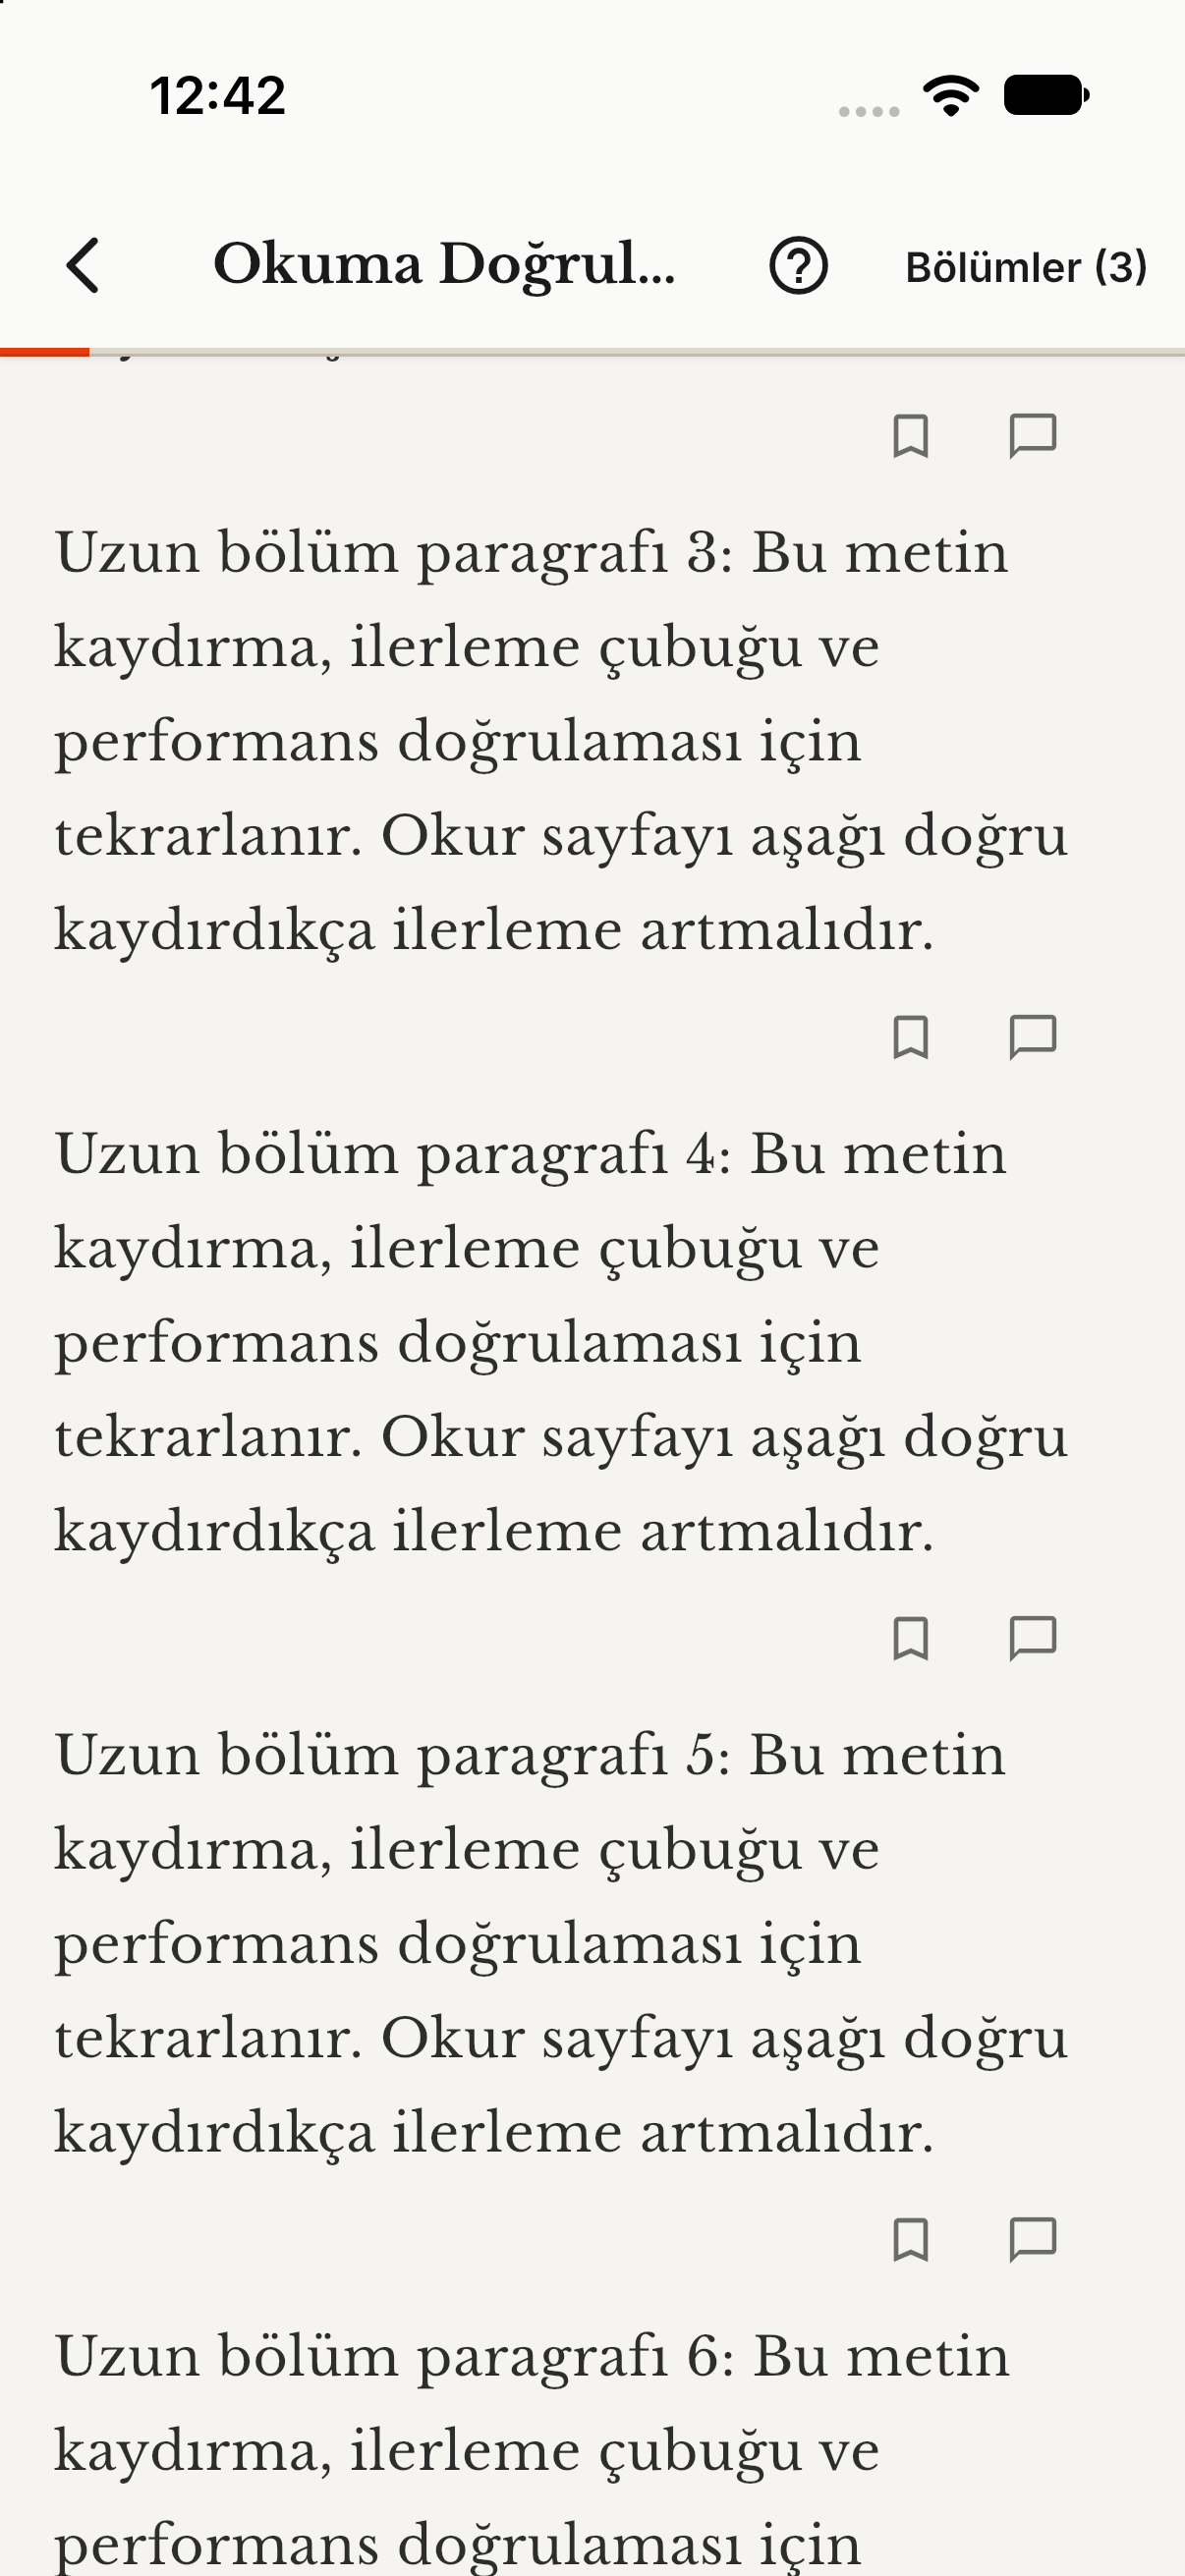 12:42
Okuma Doğrul...
Bölümler (3)
Uzun bölüm paragrafı 3: Bu metin
kaydırma, ilerleme çubuğu ve
performans doğrulaması için
tekrarlanır. Okur sayfayı aşağı doğru
kaydırdıkça ilerleme artmalıdır.
Uzun bölüm paragrafı 4: Bu metin
kaydırma, ilerleme çubuğu ve
performans doğrulaması için
tekrarlanır. Okur sayfayı aşağı doğru
kaydırdıkça ilerleme artmalıdır.
Uzun bölüm paragrafı 5: Bu metin
kaydırma, ilerleme çubuğu ve
performans doğrulaması için
tekrarlanır. Okur sayfayı aşağı doğru
kaydırdıkça ilerleme artmalıdır.
Uzun bölüm paragrafı 6: Bu metin
kaydırma, ilerleme çubuğu ve
performans doğrulaması için